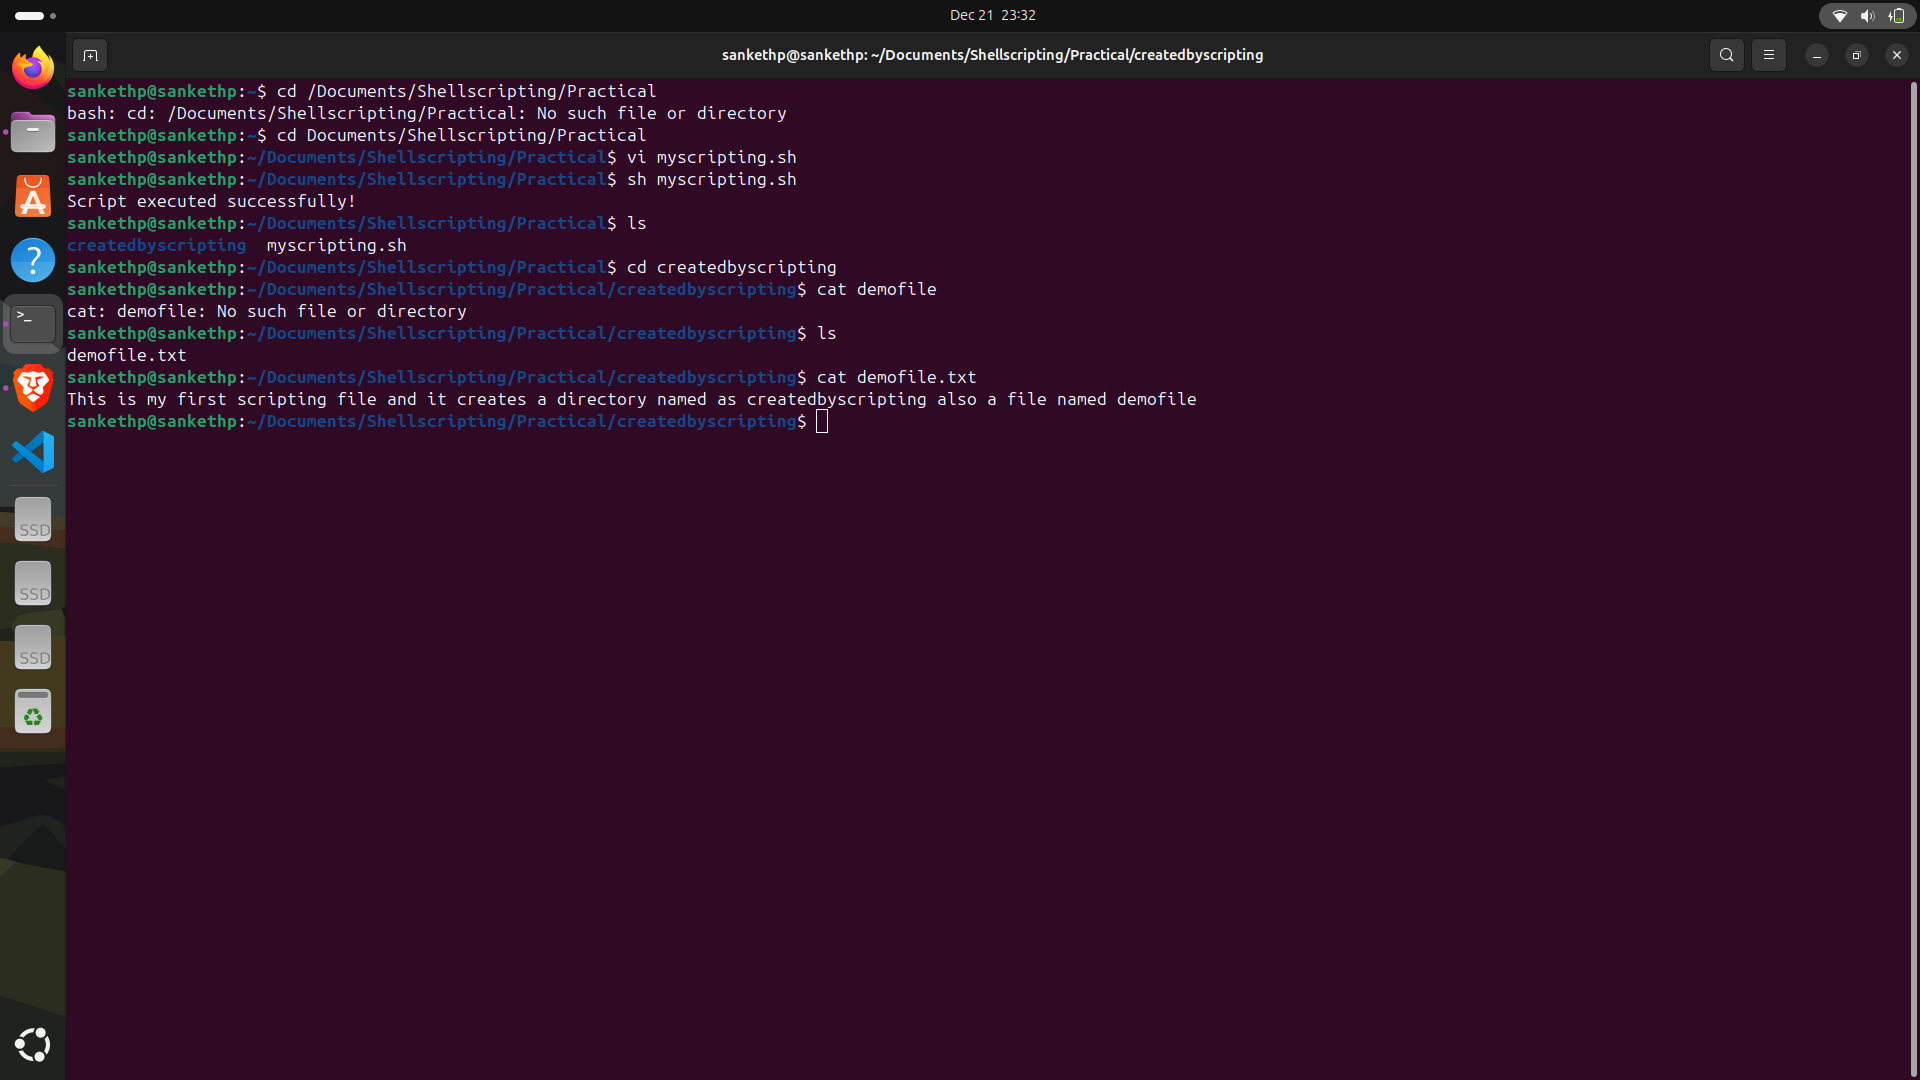 Dec 21 23:32
sankethp@sankethp: ~/Documents/Shellscripting/Practical/createdbyscripting
sankethp@sankethp:~$ cd /Documents/Shellscripting/Practical
bash: cd: /Documents/Shellscripting/Practical: No such file or directory
sankethp@sankethp:~$ cd Documents/Shellscripting/Practical
sankethp@sankethp:~/Documents/Shellscripting/Practical$ vi myscripting.sh
sankethp@sankethp:~/Documents/Shellscripting/Practical$ sh myscripting.sh
Script executed successfully!
sankethp@sankethp:~/Documents/Shellscripting/Practical$ ls
createdbyscripting  myscripting.sh
sankethp@sankethp:~/Documents/Shellscripting/Practical$ cd createdbyscripting
sankethp@sankethp:~/Documents/Shellscripting/Practical/createdbyscripting$ cat demofile
cat: demofile: No such file or directory
sankethp@sankethp:~/Documents/Shellscripting/Practical/createdbyscripting$ ls
demofile.txt
sankethp@sankethp:~/Documents/Shellscripting/Practical/createdbyscripting$ cat demofile.txt
This is my first scripting file and it creates a directory named as createdbyscripting also a file named demofile
sankethp@sankethp:~/Documents/Shellscripting/Practical/createdbyscripting$
SSD
SSD
SSD